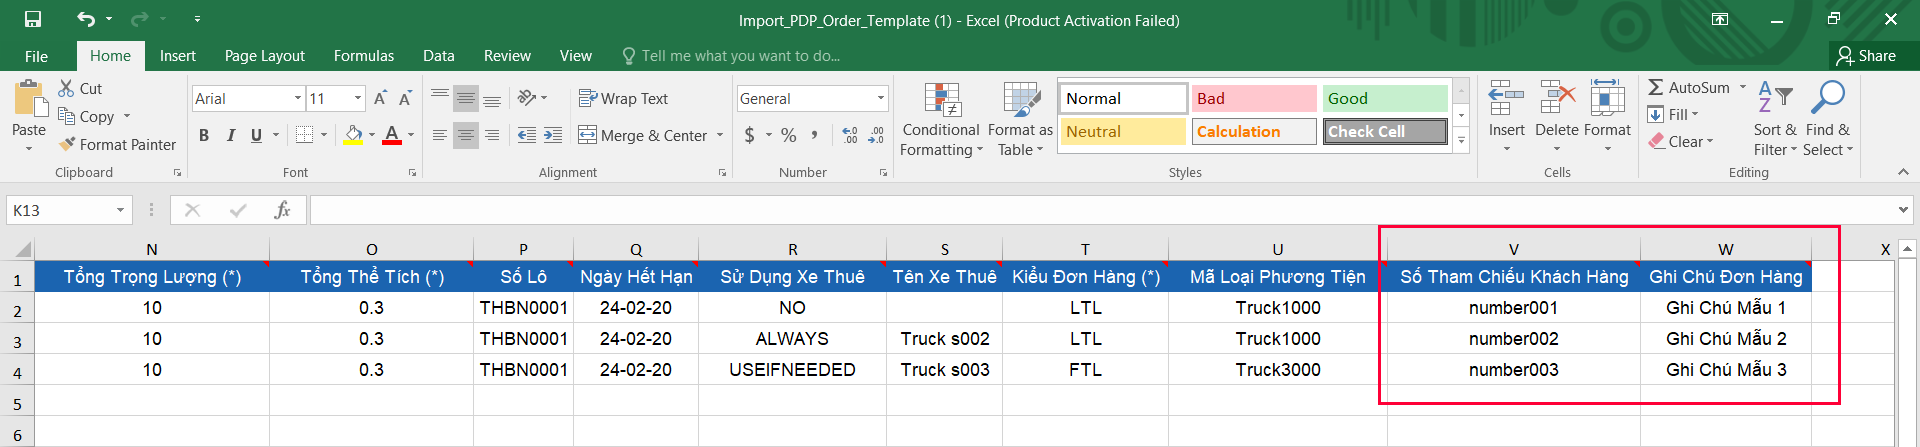 Import_PDP_Order_Template (1) - Excel (Product Activation Failed)
File Home Insert Page Layout Formulas Data Review View Tell me what you want to do... Share
Cut
Copy
Format Painter
Paste
Clipboard
Arial 11 A A
B I U A
Font
Wrap Text
Merge & Center
Alignment
General
$ % , .0 .00 .00 .0
Number
Conditional Formatting
Format as Table
Normal Bad Good
Neutral Calculation Check Cell
Styles
Insert Delete Format
Cells
AutoSum
Fill
Clear
Sort & Filter
Find & Select
Editing
K13 fx
N O P Q R S T U V W X
1 Tổng Trọng Lượng (*) Tổng Thể Tích (*) Số Lô Ngày Hết Hạn Sử Dụng Xe Thuê Tên Xe Thuê Kiểu Đơn Hàng (*) Mã Loại Phương Tiện Số Tham Chiếu Khách Hàng Ghi Chú Đơn Hàng
2 10 0.3 THBN0001 24-02-20 NO LTL Truck1000 number001 Ghi Chú Mẫu 1
3 10 0.3 THBN0001 24-02-20 ALWAYS Truck s002 LTL Truck1000 number002 Ghi Chú Mẫu 2
4 10 0.3 THBN0001 24-02-20 USEIFNEEDED Truck s003 FTL Truck3000 number003 Ghi Chú Mẫu 3
5
6